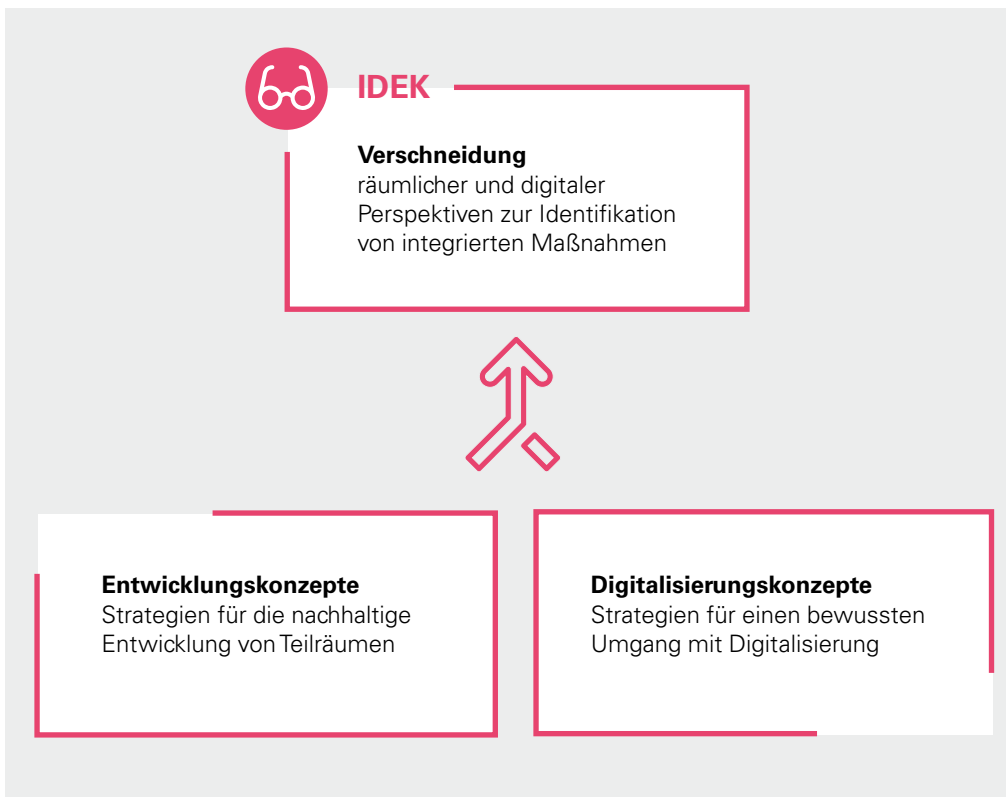 IDEK
Verschneidung
räumlicher und digitaler
Perspektiven zur Identifikation
von integrierten Maßnahmen
Entwicklungskonzepte
Strategien für die nachhaltige
Entwicklung von Teilräumen
Digitalisierungskonzepte
Strategien für einen bewussten
Umgang mit Digitalisierung